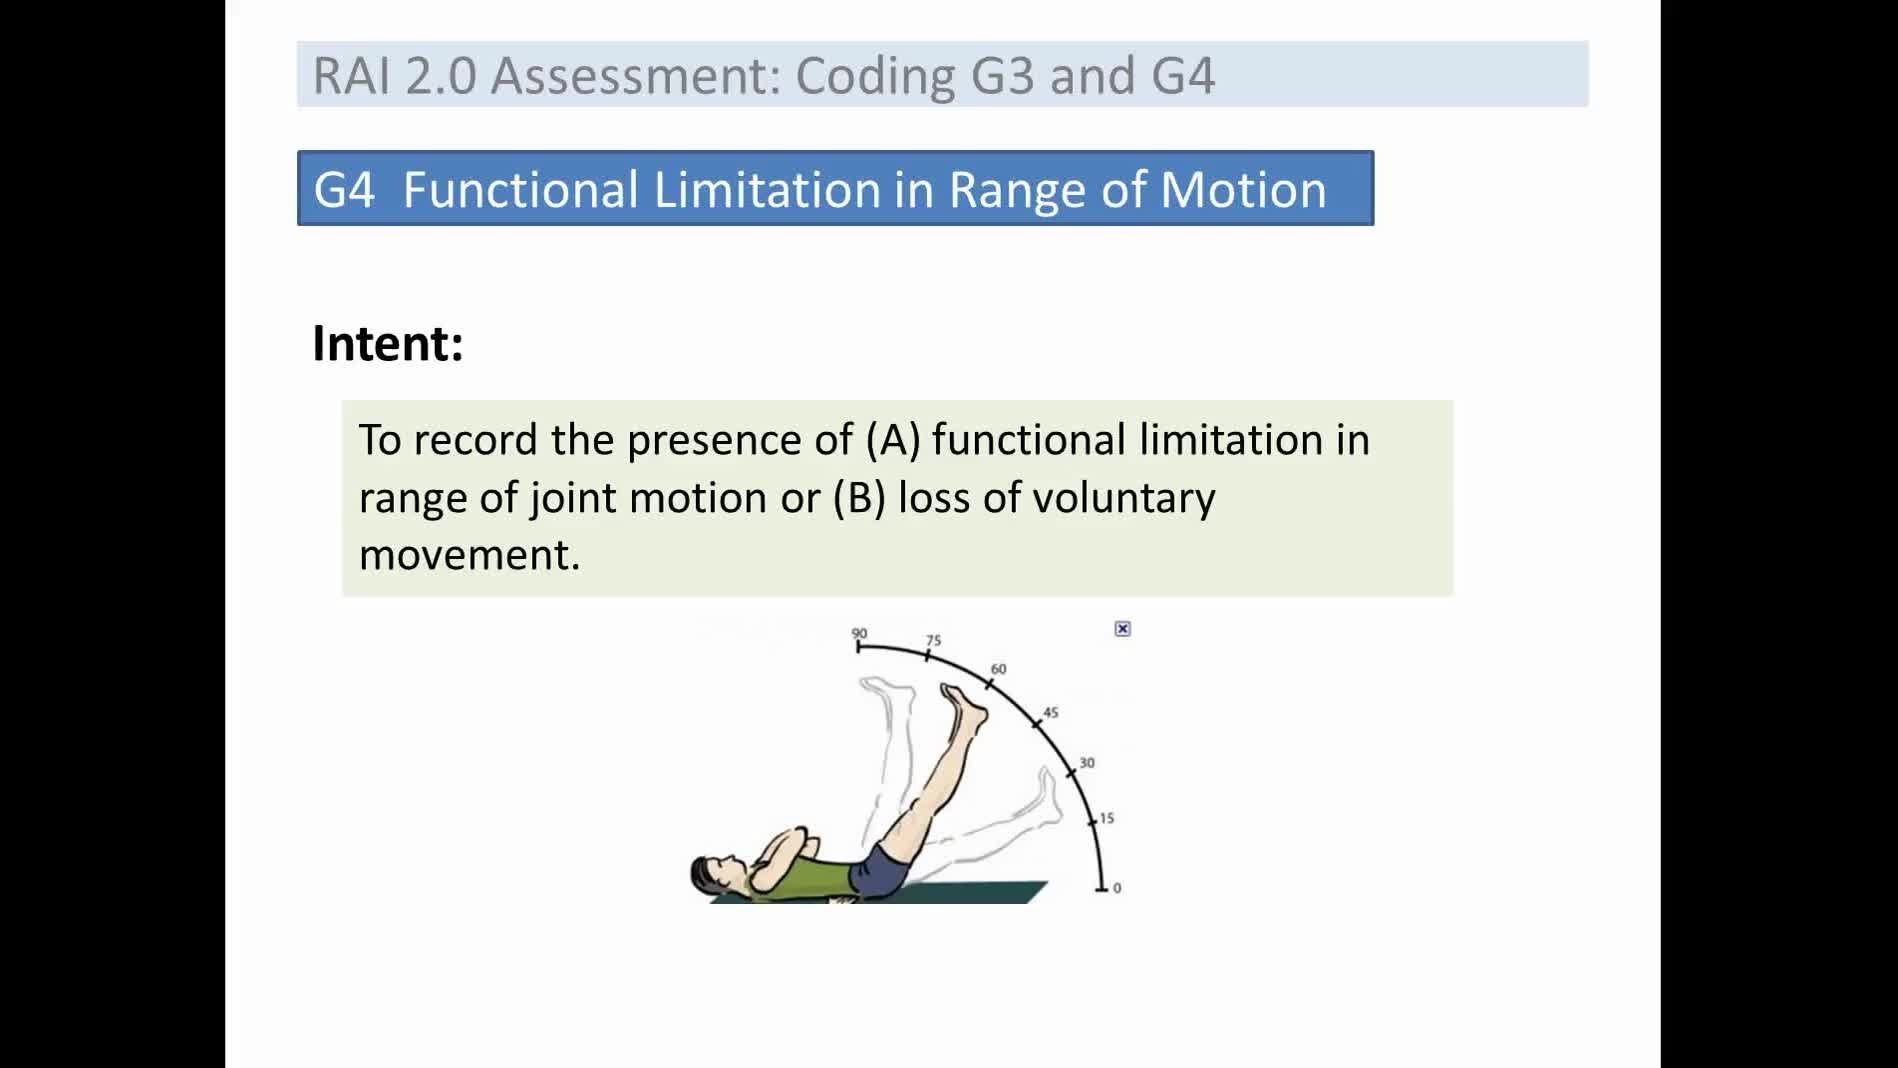 RAI 2.0 Assessment: Coding G3 and G4
G4 Functional Limitation in Range of Motion
Intent:
To record the presence of (A) functional limitation in
range of joint motion or (B) loss of voluntary
movement.
90
75
60
45
30
15
0